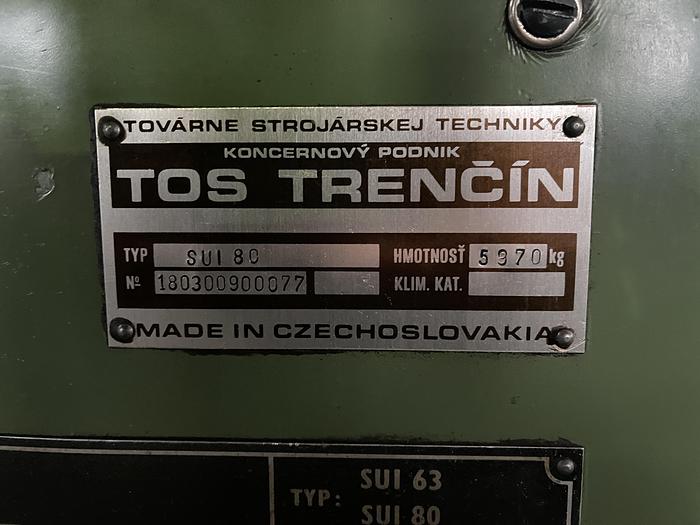 TOVÁRNE STROJÁRSKEJ TECHNIKY
KONCERNOVÝ PODNIK
TOS TRENČÍN
TYP SUI 80 HMOTNOSŤ 5970 kg
Nº 180300900077 KLIM. KAT.
MADE IN CZECHOSLOVAKIA
SUI 63
TYP:
SUI 80